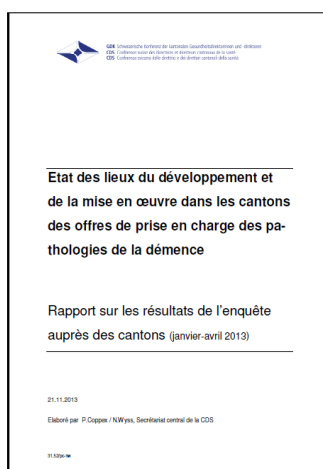 GDK Schweizerische Konferenz der kantonalen Gesundheitsdirektorinnen und -direktoren
CDS Conférence suisse des directrices et directeurs cantonaux de la santé
CDS Conferenza svizzera delle direttrici e dei direttori cantonali della sanità
Etat des lieux du développement et
de la mise en œuvre dans les cantons
des offres de prise en charge des pa-
thologies de la démence
Rapport sur les résultats de l'enquête
auprès des cantons (janvier-avril 2013)
21.11.2013
Elaboré par P.Coppex / N.Wyss, Secrétariat central de la CDS